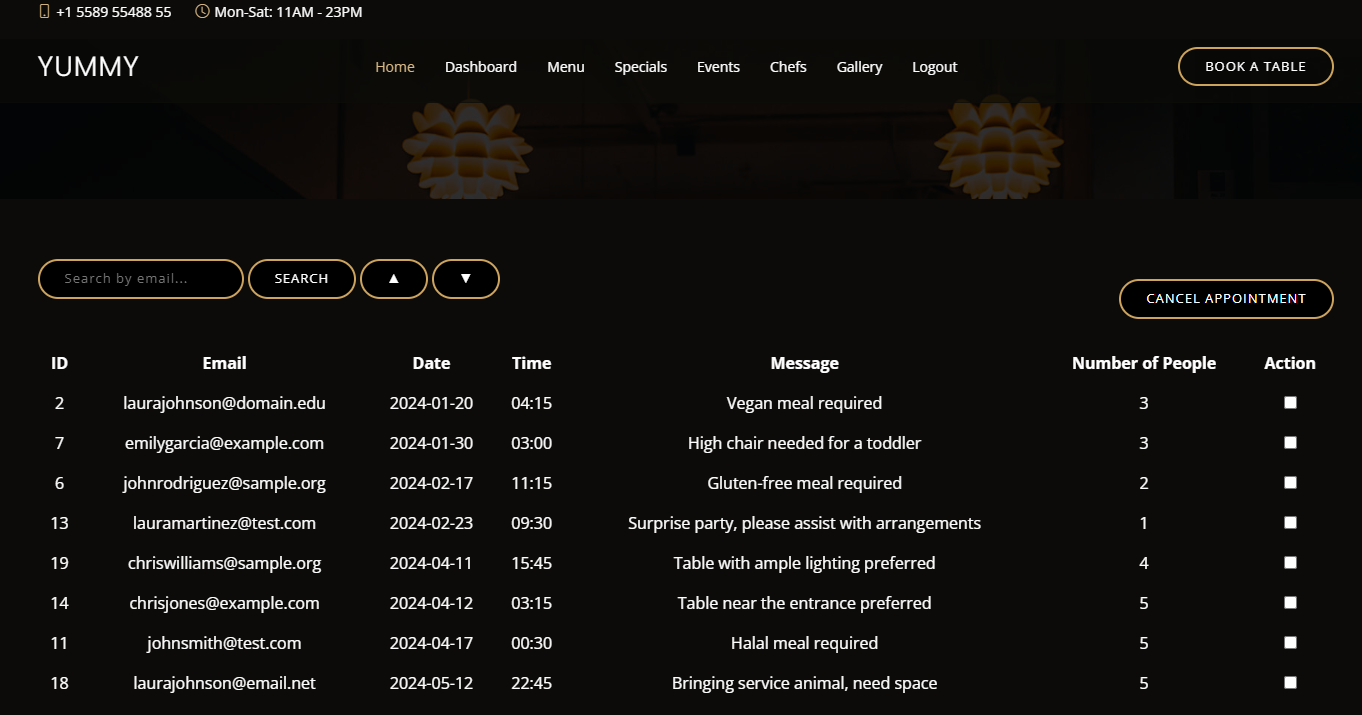 +1 5589 55488 55 Mon-Sat: 11AM - 23PM
YUMMY Home Dashboard Menu Specials Events Chefs Gallery Logout BOOK A TABLE
Search by email... SEARCH ▲ ▼
CANCEL APPOINTMENT
ID Email Date Time Message Number of People Action
2 laurajohnson@domain.edu 2024-01-20 04:15 Vegan meal required 3
7 emilygarcia@example.com 2024-01-30 03:00 High chair needed for a toddler 3
6 johnrodriguez@sample.org 2024-02-17 11:15 Gluten-free meal required 2
13 lauramartinez@test.com 2024-02-23 09:30 Surprise party, please assist with arrangements 1
19 chriswilliams@sample.org 2024-04-11 15:45 Table with ample lighting preferred 4
14 chrisjones@example.com 2024-04-12 03:15 Table near the entrance preferred 5
11 johnsmith@test.com 2024-04-17 00:30 Halal meal required 5
18 laurajohnson@email.net 2024-05-12 22:45 Bringing service animal, need space 5